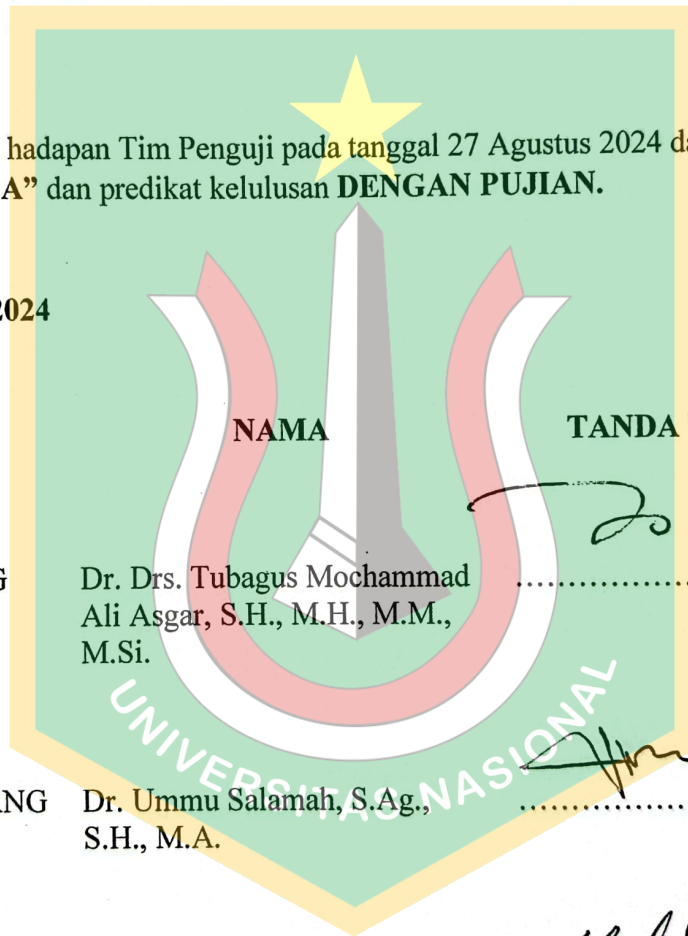 hadapan Tim Penguji pada tanggal 27 Agustus 2024 da
A” dan predikat kelulusan DENGAN PUJIAN.
2024
NAMA TANDA
G Dr. Drs. Tubagus Mochammad ....................
Ali Asgar, S.H., M.H., M.M.,
M.Si.
ANG Dr. Ummu Salamah, S.Ag., ....................
S.H., M.A.
UNIVERSITAS NASIONAL